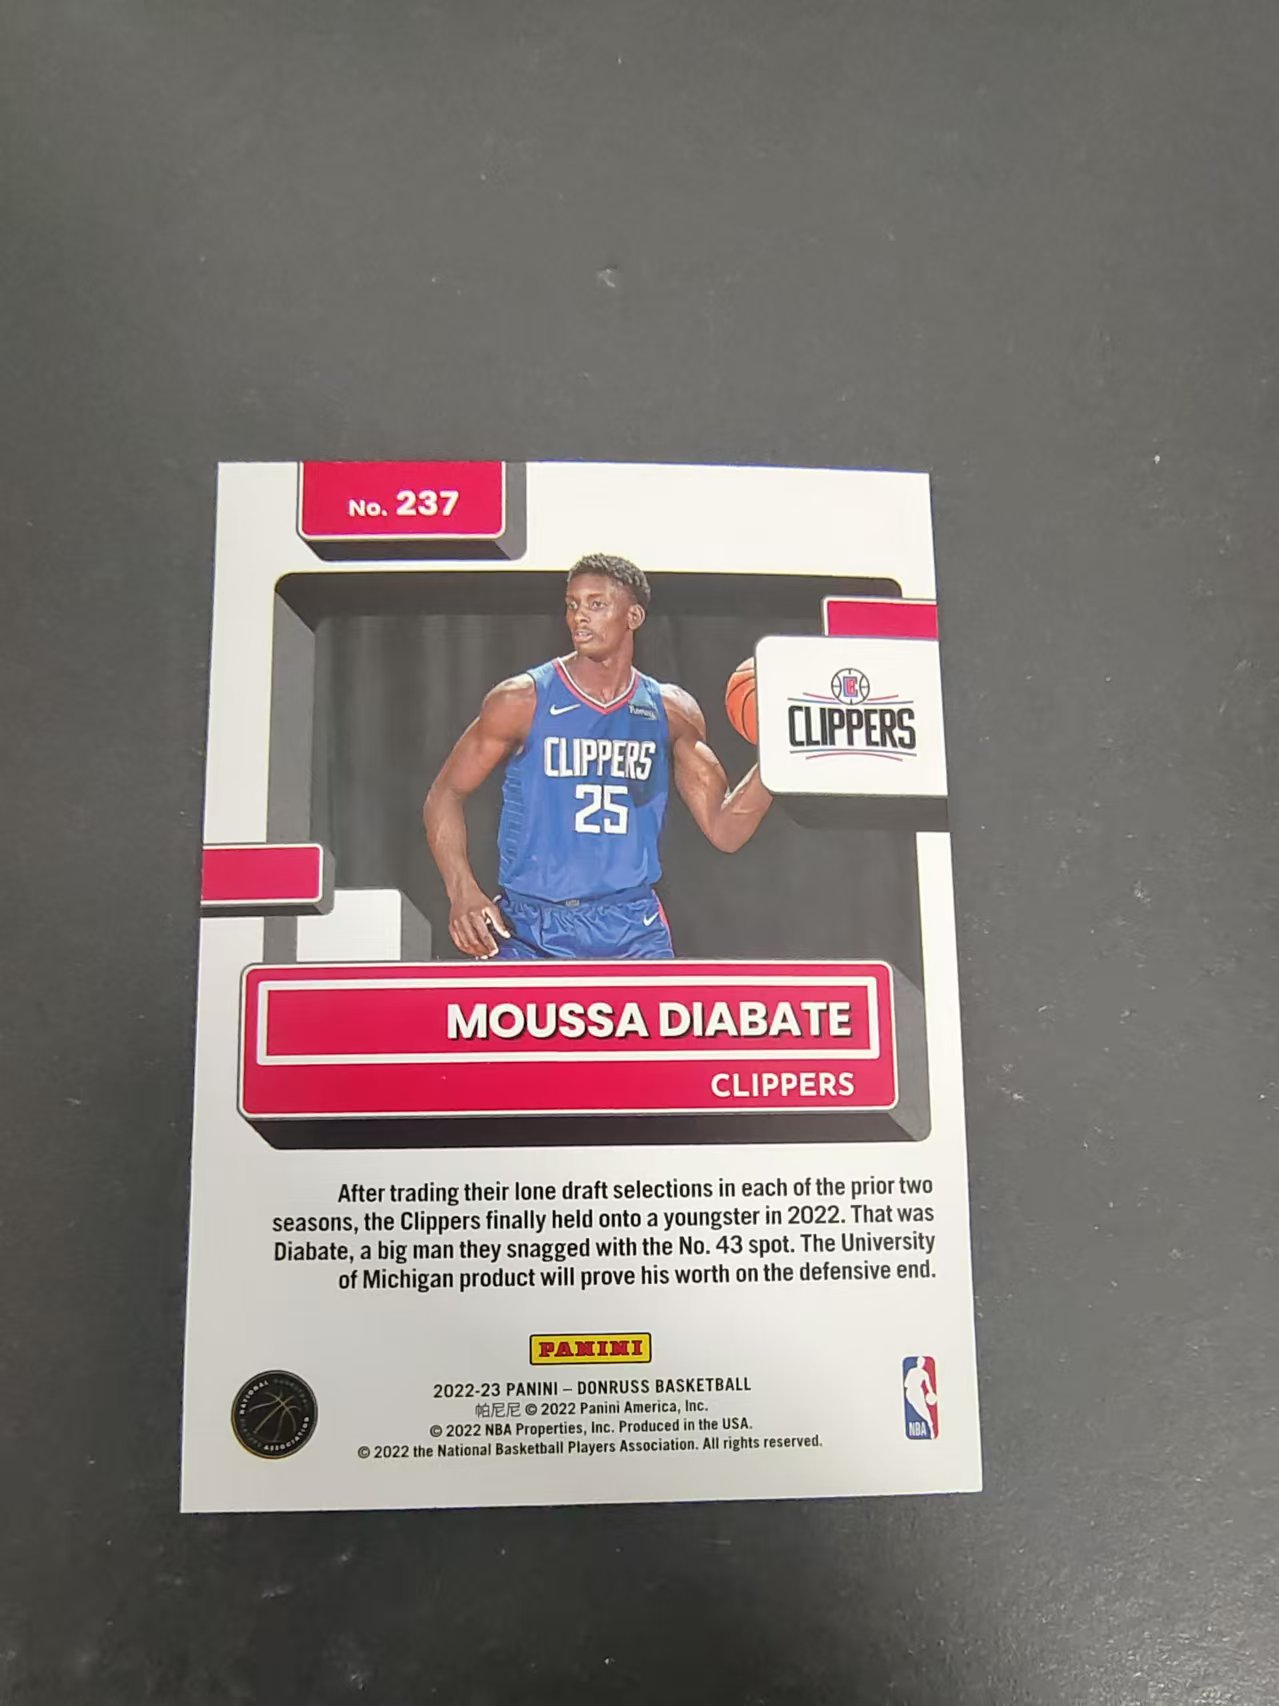 No. 237
CLIPPERS
CLIPPERS
25
MOUSSA DIABATE
CLIPPERS
After trading their lone draft selections in each of the prior two
seasons, the Clippers finally held onto a youngster in 2022. That was
Diabate, a big man they snagged with the No. 43 spot. The University
of Michigan product will prove his worth on the defensive end.
PANINI
2022-23 PANINI – DONRUSS BASKETBALL
帕尼尼 © 2022 Panini America, Inc.
© 2022 NBA Properties, Inc. Produced in the USA.
© 2022 the National Basketball Players Association. All rights reserved.
NATIONAL BASKETBALL PLAYERS ASSOCIATION
NBA